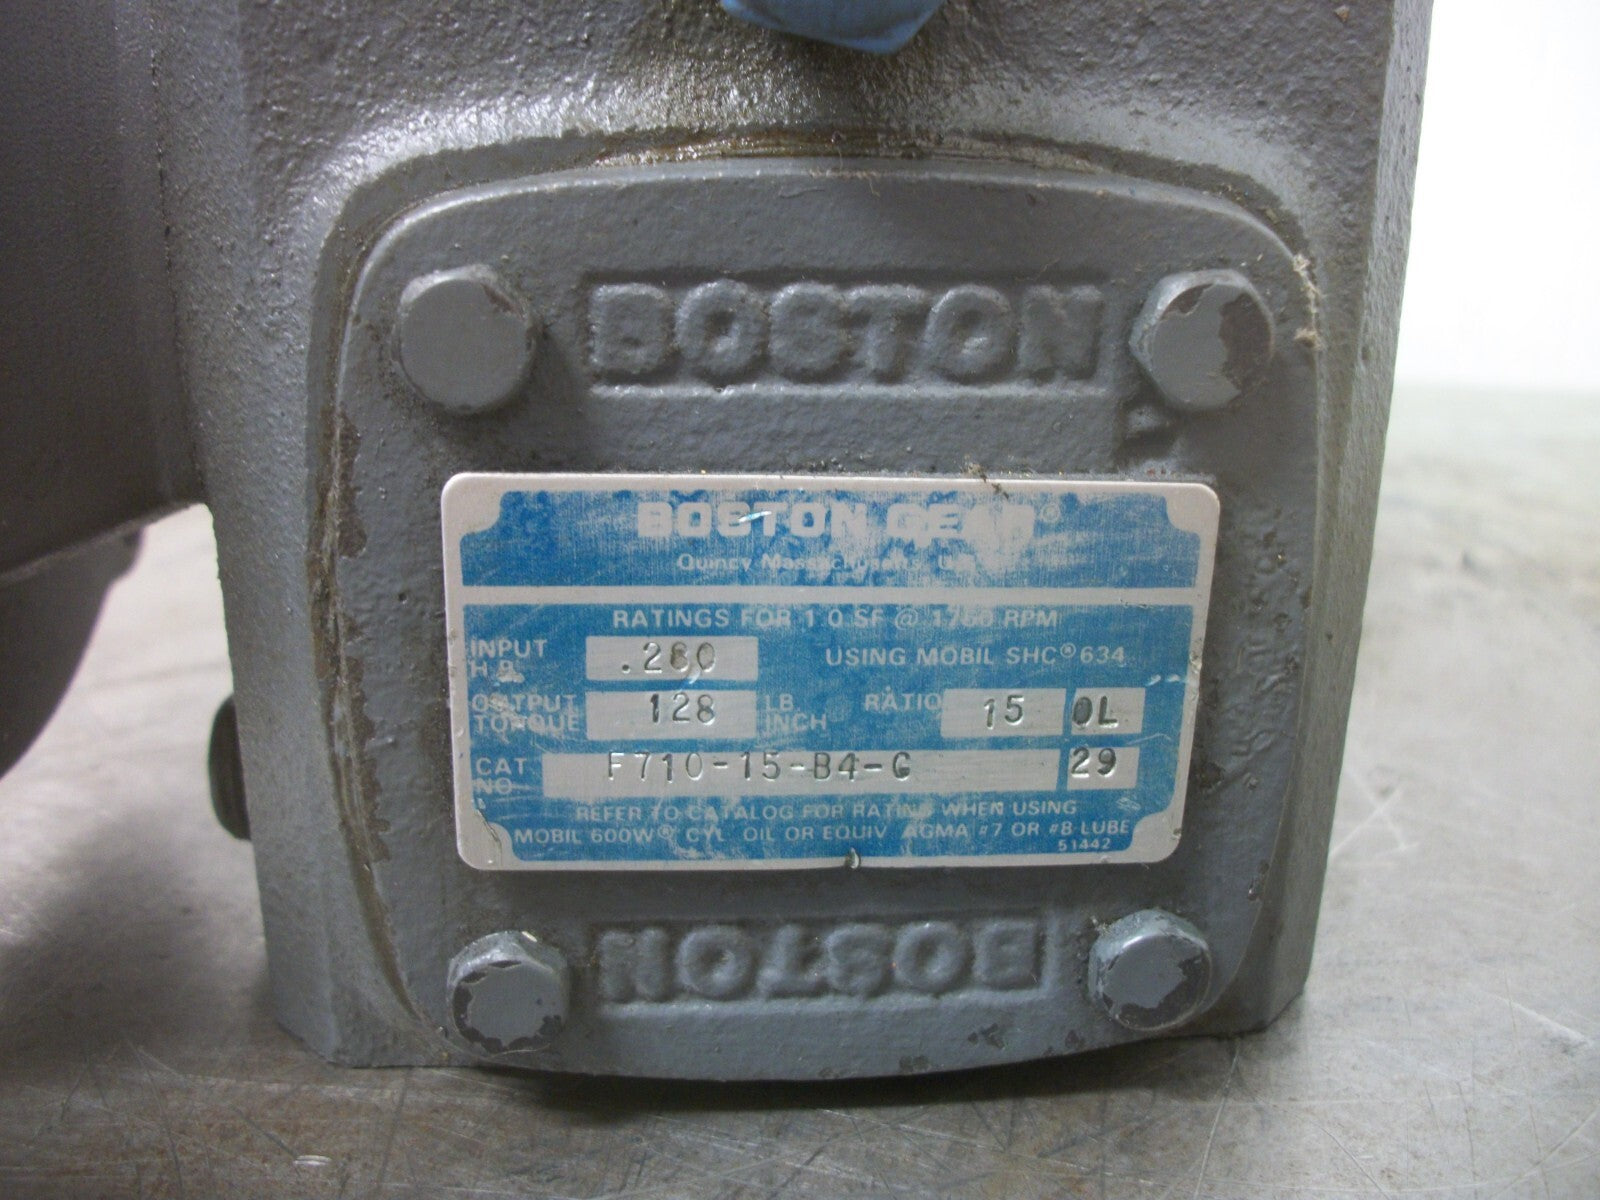 BOSTON
BOSTON GEAR®
Quincy Massachusetts,
RATINGS FOR 1.0 SF @ 1750 RPM
INPUT H.P. .280 USING MOBIL SHC® 634
OUTPUT TORQUE 128 LB. INCH RATIO 15 OL
CAT NO F710-15-B4-G 29
REFER TO CATALOG FOR RATING WHEN USING
MOBIL 600W® CYL OIL OR EQUIV AGMA #7 OR #8 LUBE
51442
BOSTON